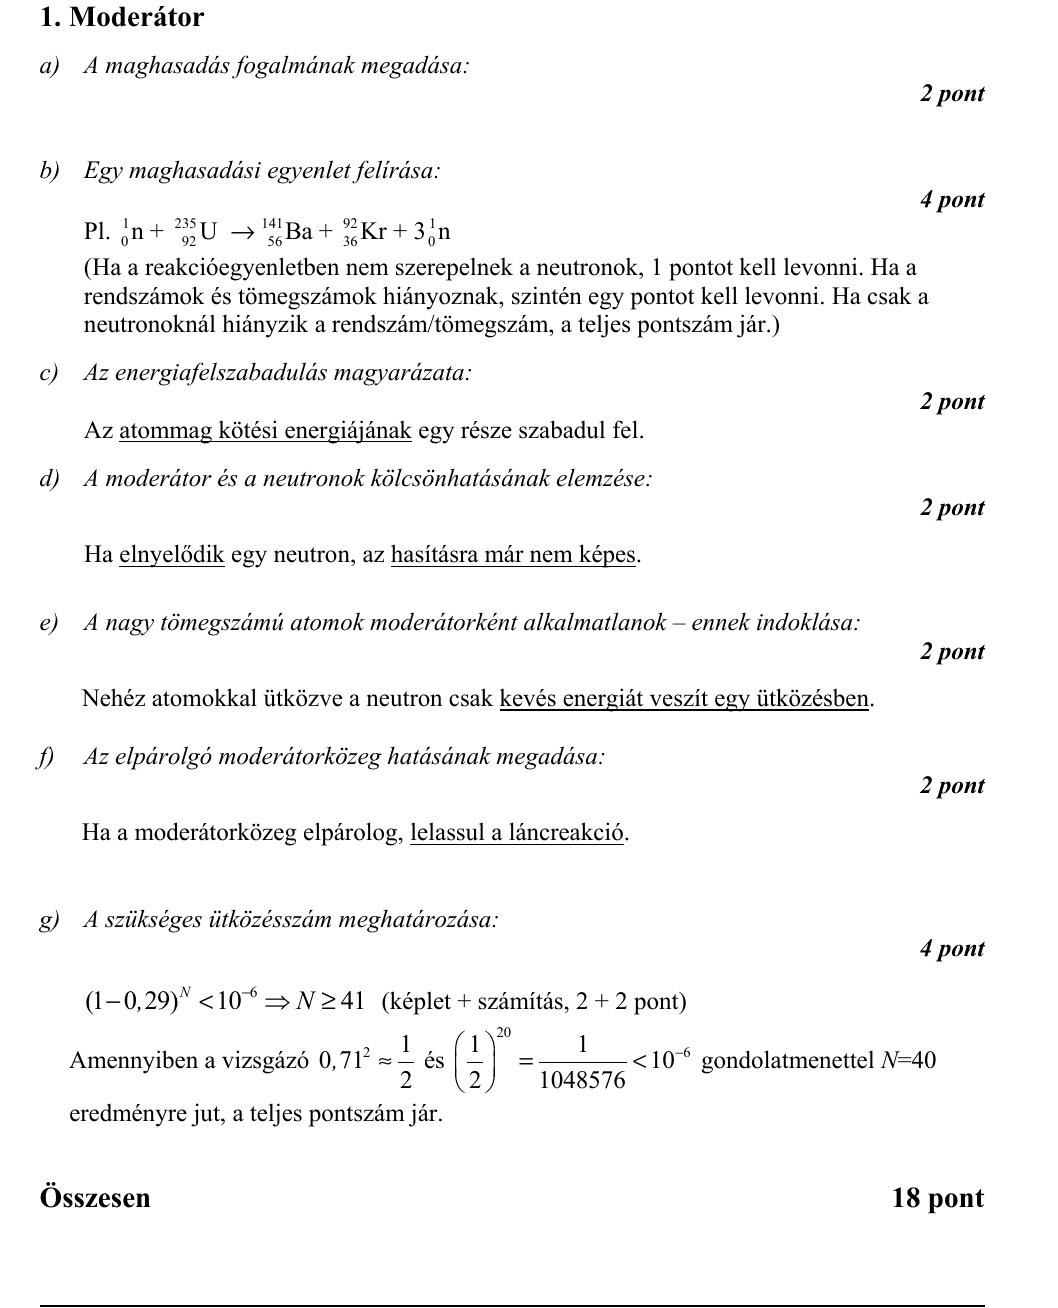 1. Moderátor
a) A maghasadás fogalmának megadása:
2 pont
b) Egy maghasadási egyenlet felírása:
4 pont
Pl. ¹₀n + ²³⁵₉₂U → ¹⁴¹₅₆Ba + ⁹²₃₆Kr + 3¹₀n
(Ha a reakcióegyenletben nem szerepelnek a neutronok, 1 pontot kell levonni. Ha a
rendszámok és tömegszámok hiányoznak, szintén egy pontot kell levonni. Ha csak a
neutronoknál hiányzik a rendszám/tömegszám, a teljes pontszám jár.)
c) Az energiafelszabadulás magyarázata:
2 pont
Az atommag kötési energiájának egy része szabadul fel.
d) A moderátor és a neutronok kölcsönhatásának elemzése:
2 pont
Ha elnyelődik egy neutron, az hasításra már nem képes.
e) A nagy tömegszámú atomok moderátorként alkalmatlanok – ennek indoklása:
2 pont
Nehéz atomokkal ütközve a neutron csak kevés energiát veszít egy ütközésben.
f) Az elpárolgó moderátorközeg hatásának megadása:
2 pont
Ha a moderátorközeg elpárolog, lelassul a láncreakció.
g) A szükséges ütközésszám meghatározása:
4 pont
(1−0,29)ᴺ < 10⁻⁶ ⇒ N ≥ 41 (képlet + számítás, 2 + 2 pont)
Amennyiben a vizsgázó 0,71² ≈ 1/2 és (1/2)²⁰ = 1/1048576 < 10⁻⁶ gondolatmenettel N=40
eredményre jut, a teljes pontszám jár.
Összesen 18 pont